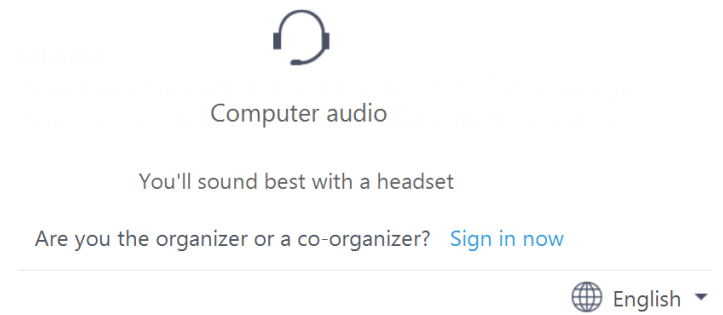 Computer audio
You'll sound best with a headset
Are you the organizer or a co-organizer? Sign in now
English